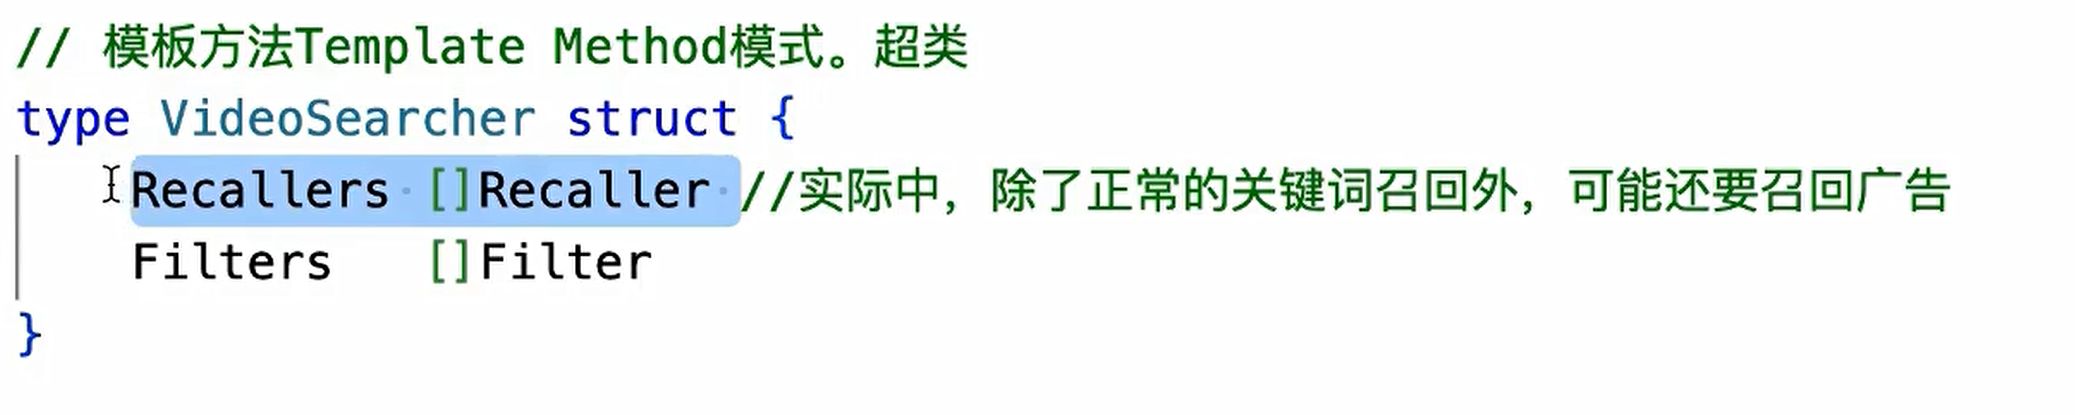 // 模板方法Template Method模式。超类
type VideoSearcher struct {
Recallers []Recaller //实际中，除了正常的关键词召回外，可能还要召回广告
Filters   []Filter
}